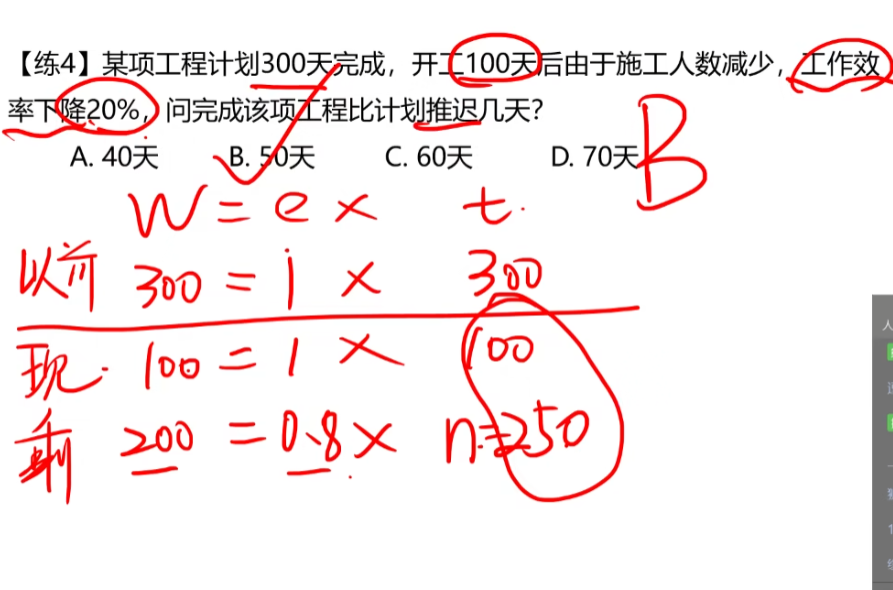 【练4】某项工程计划300天完成，开工100天后由于施工人数减少，工作效
率下降20%，问完成该项工程比计划推迟几天？
A. 40天 B. 50天 C. 60天 D. 70天 B
W = e × t.
以前 300 = 1 × 300
现. 100 = 1 × 100
剩 200 = 0.8 × n = 250